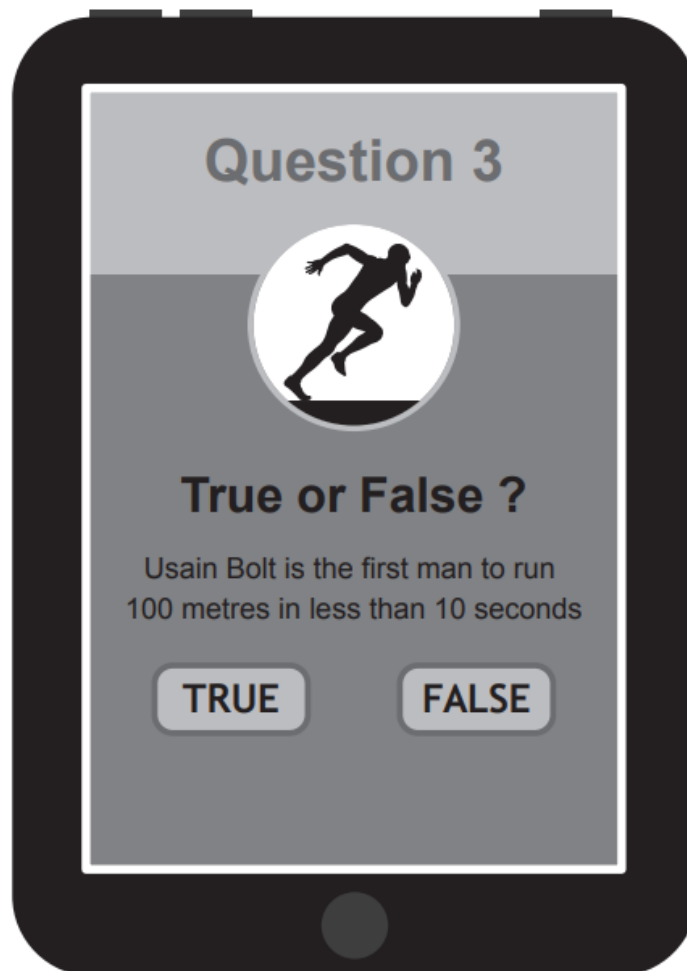 Question 3
True or False ?
Usain Bolt is the first man to run
100 metres in less than 10 seconds
TRUE
FALSE